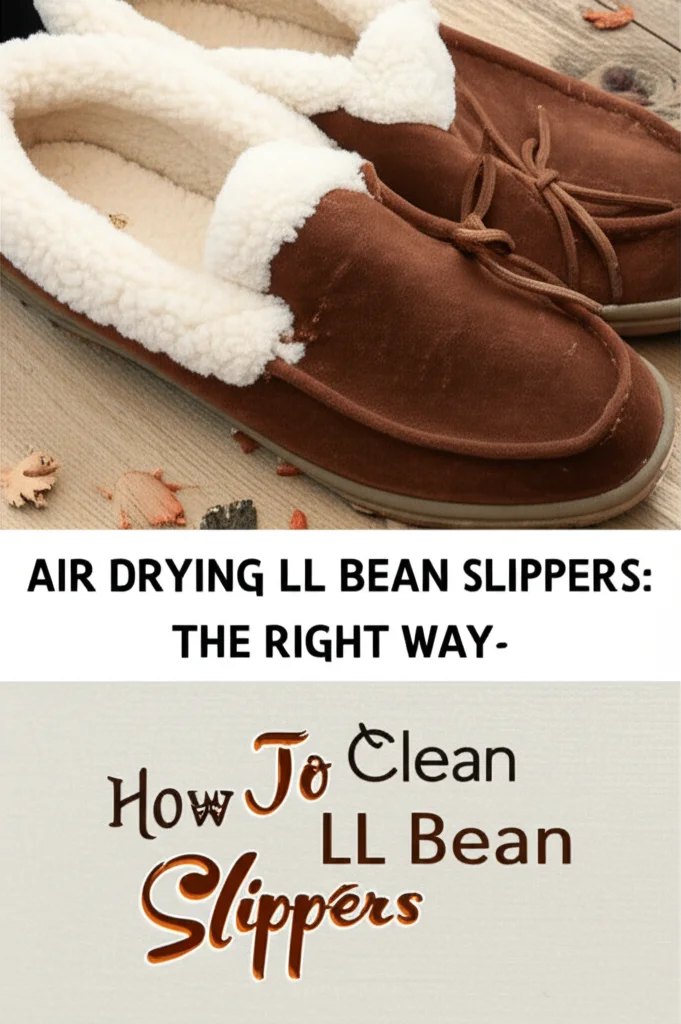 AIR DRYING LL BEAN SLIPPERS:
THE RIGHT WAY-
How To Clean
LL Bean
Slippers